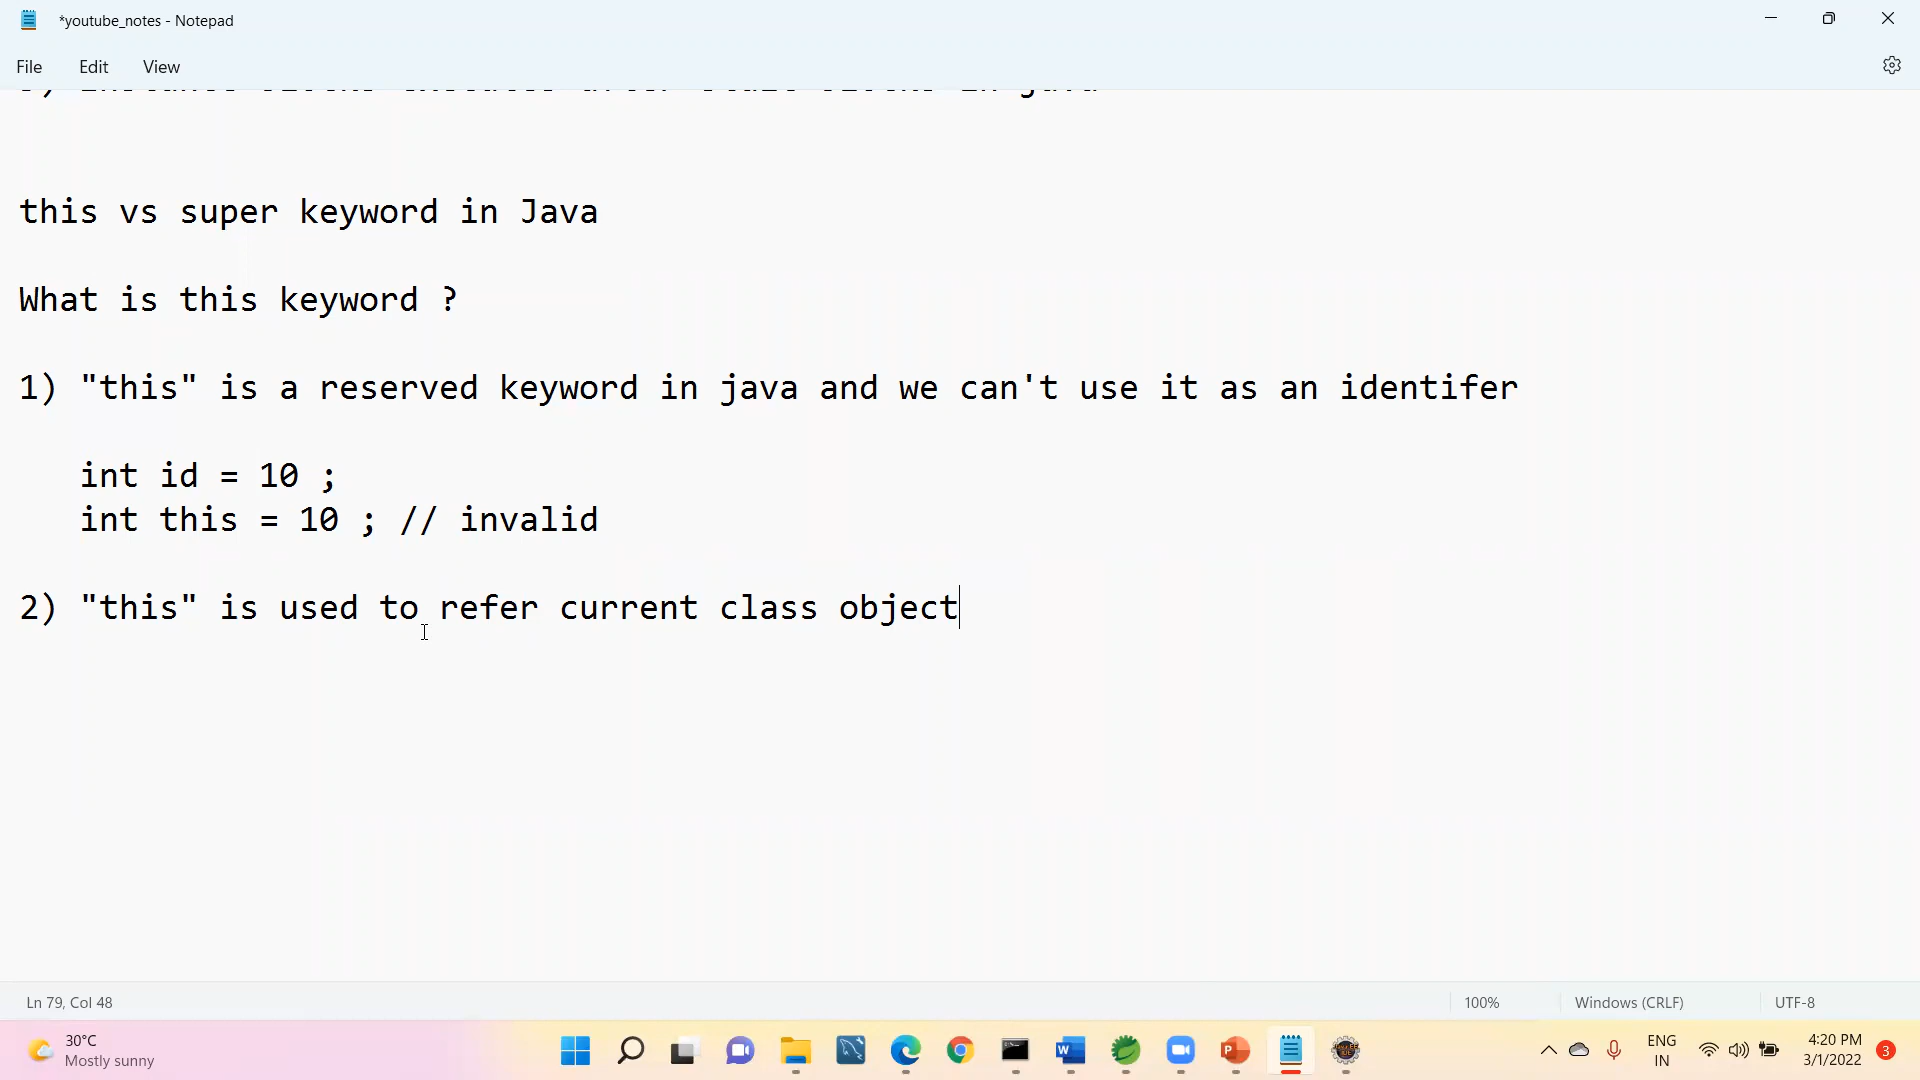 *youtube_notes - Notepad
File Edit View
in java
this vs super keyword in Java
What is this keyword ?
1) "this" is a reserved keyword in java and we can't use it as an identifer
int id = 10 ;
int this = 10 ; // invalid
2) "this" is used to refer current class object
Ln 79, Col 48 100% Windows (CRLF) UTF-8
30°C
Mostly sunny
ENG
IN
4:20 PM
3/1/2022
3